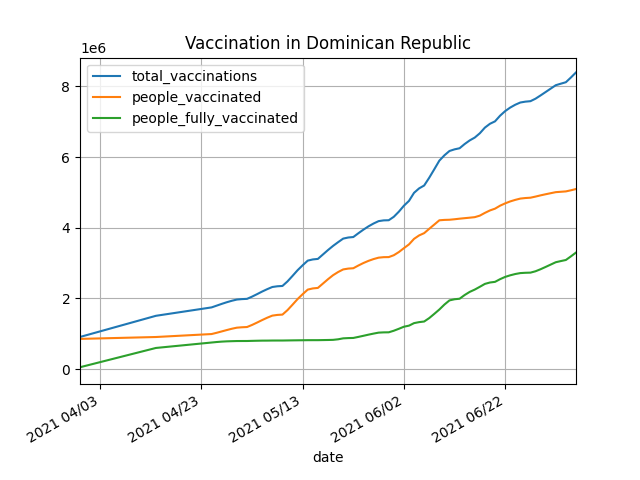 Vaccination in Dominican Republic
1e6
total_vaccinations
people_vaccinated
people_fully_vaccinated
8
6
4
2
0
2021 04/03
2021 04/23
2021 05/13
2021 06/02
2021 06/22
date